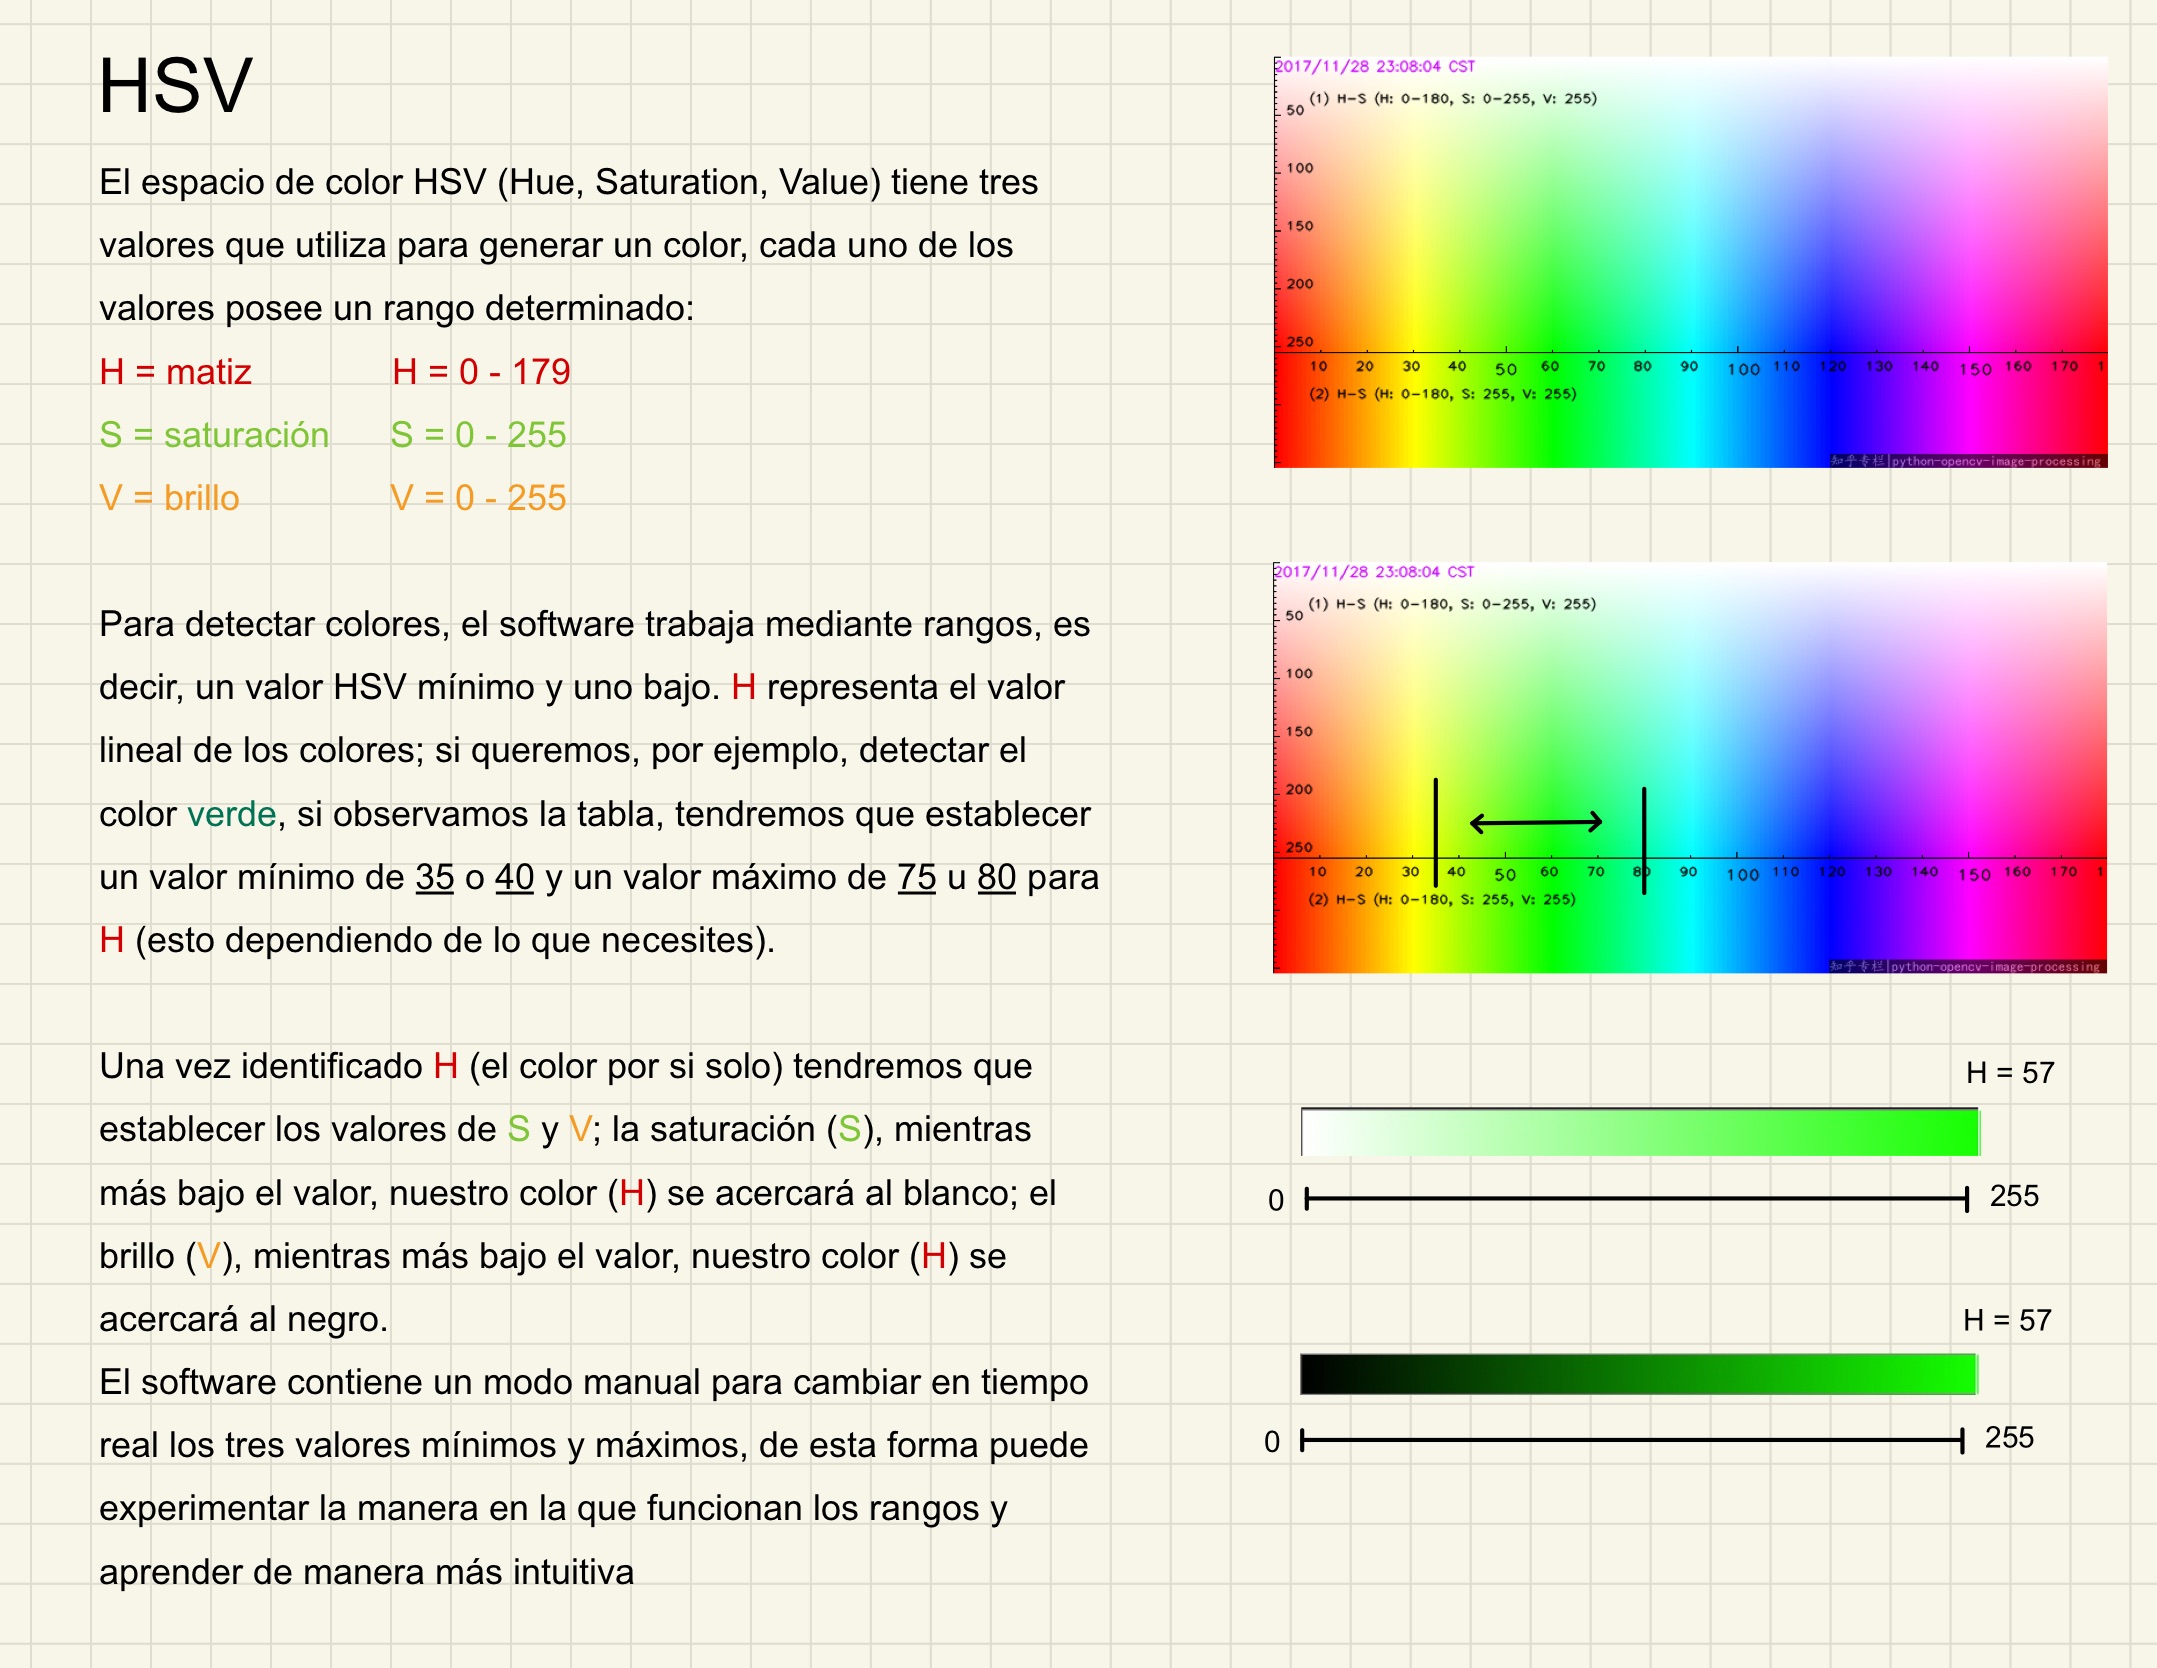 HSV
El espacio de color HSV (Hue, Saturation, Value) tiene tres
valores que utiliza para generar un color, cada uno de los
valores posee un rango determinado:
H = matiz H = 0 - 179
S = saturación S = 0 - 255
V = brillo V = 0 - 255
Para detectar colores, el software trabaja mediante rangos, es
decir, un valor HSV mínimo y uno bajo. H representa el valor
lineal de los colores; si queremos, por ejemplo, detectar el
color verde, si observamos la tabla, tendremos que establecer
un valor mínimo de 35 o 40 y un valor máximo de 75 u 80 para
H (esto dependiendo de lo que necesites).
Una vez identificado H (el color por si solo) tendremos que
establecer los valores de S y V; la saturación (S), mientras
más bajo el valor, nuestro color (H) se acercará al blanco; el
brillo (V), mientras más bajo el valor, nuestro color (H) se
acercará al negro.
El software contiene un modo manual para cambiar en tiempo
real los tres valores mínimos y máximos, de esta forma puede
experimentar la manera en la que funcionan los rangos y
aprender de manera más intuitiva
2017/11/28 23:08:04 CST
(1) H-S (H: 0-180, S: 0-255, V: 255)
50
100
150
200
250
10 20 30 40 50 60 70 80 90 100 110 120 130 140 150 160 170 1
(2) H-S (H: 0-180, S: 255, V: 255)
知乎专栏|python-opencv-image-processing
2017/11/28 23:08:04 CST
(1) H-S (H: 0-180, S: 0-255, V: 255)
50
100
150
200
250
10 20 30 40 50 60 70 80 90 100 110 120 130 140 150 160 170 1
(2) H-S (H: 0-180, S: 255, V: 255)
知乎专栏|python-opencv-image-processing
H = 57
0 255
H = 57
0 255